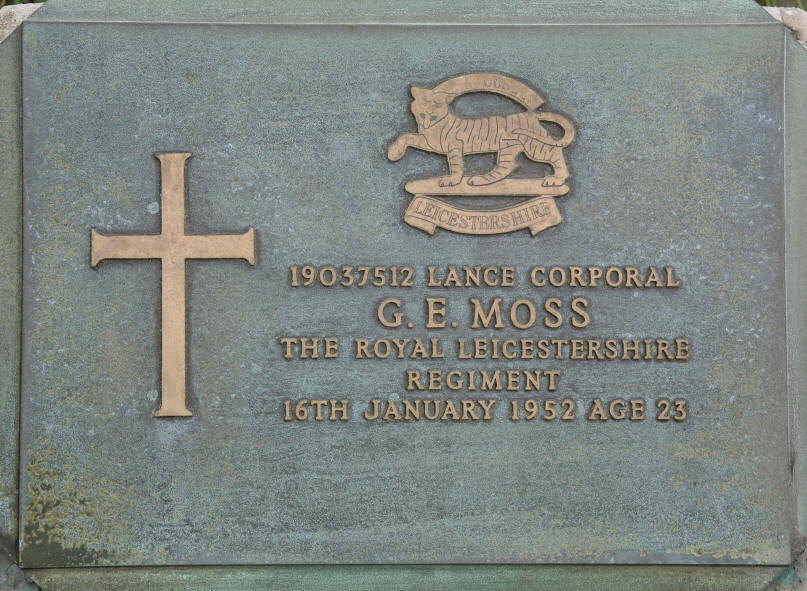 LEICESTERSHIRE
19037512 LANCE CORPORAL
G. E. MOSS
THE ROYAL LEICESTERSHIRE
REGIMENT
16TH JANUARY 1952 AGE 23